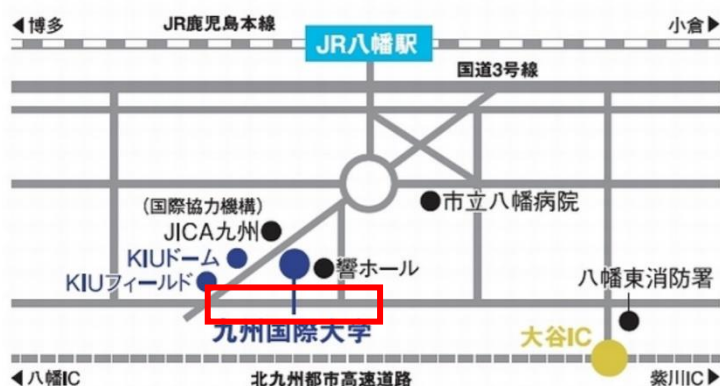 ◀博多
JR鹿児島本線
小倉▶
JR八幡駅
国道3号線
市立八幡病院
(国際協力機構)
JICA九州
KIUドーム
KIUフィールド
響ホール
八幡東消防署
九州国際大学
大谷IC
◀八幡IC
北九州都市高速道路
紫川IC▶